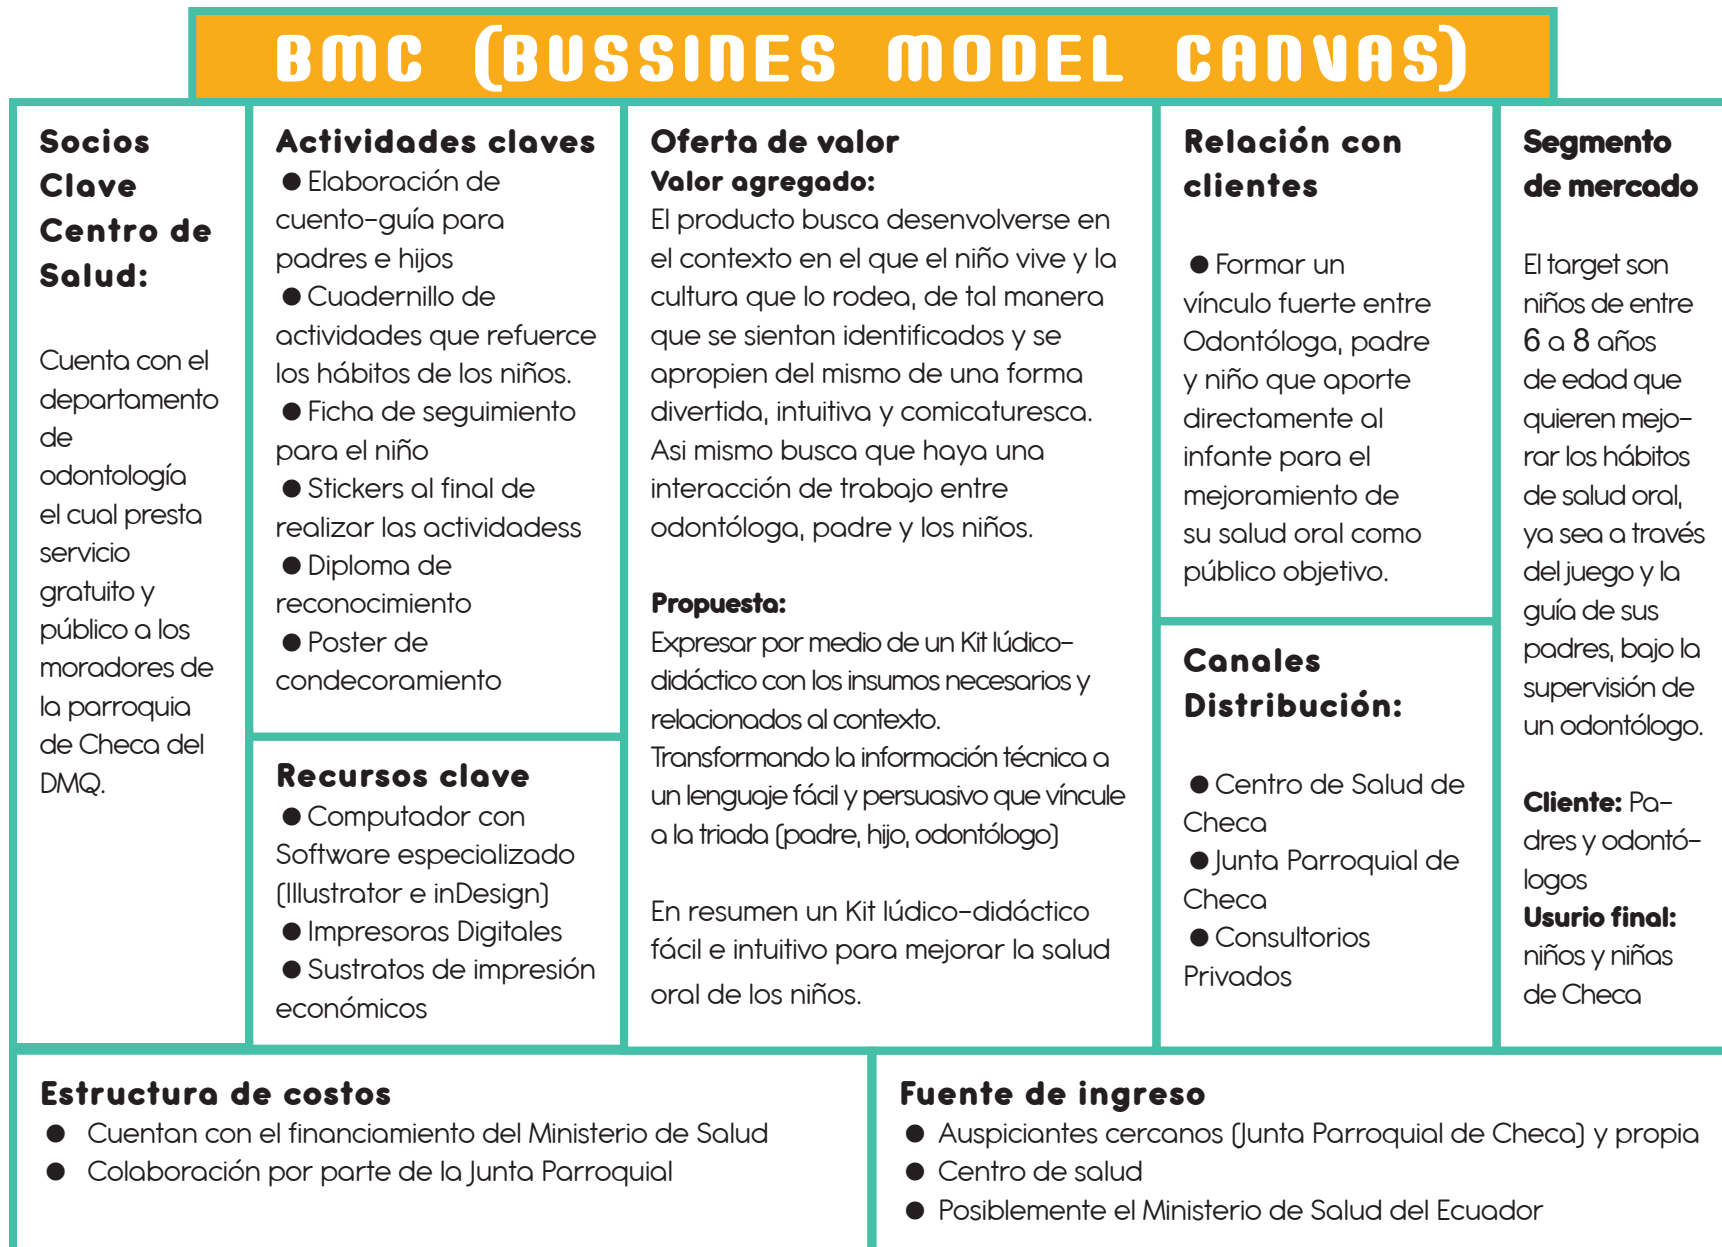 BMC (BUSSINES MODEL CANVAS)
Socios
Clave
Centro de
Salud:
Cuenta con el
departamento
de
odontología
el cual presta
servicio
gratuito y
público a los
moradores de
la parroquia
de Checa del
DMQ.
Actividades claves
● Elaboración de
cuento-guía para
padres e hijos
● Cuadernillo de
actividades que refuerce
los hábitos de los niños.
● Ficha de seguimiento
para el niño
● Stickers al final de
realizar las actividadess
● Diploma de
reconocimiento
● Poster de
condecoramiento
Recursos clave
● Computador con
Software especializado
(Illustrator e inDesign)
● Impresoras Digitales
● Sustratos de impresión
económicos
Oferta de valor
Valor agregado:
El producto busca desenvolverse en
el contexto en el que el niño vive y la
cultura que lo rodea, de tal manera
que se sientan identificados y se
apropien del mismo de una forma
divertida, intuitiva y comicaturesca.
Asi mismo busca que haya una
interacción de trabajo entre
odontóloga, padre y los niños.
Propuesta:
Expresar por medio de un Kit lúdico-
didáctico con los insumos necesarios y
relacionados al contexto.
Transformando la información técnica a
un lenguaje fácil y persuasivo que víncule
a la triada (padre, hijo, odontólogo)
En resumen un Kit lúdico-didáctico
fácil e intuitivo para mejorar la salud
oral de los niños.
Relación con
clientes
● Formar un
vínculo fuerte entre
Odontóloga, padre
y niño que aporte
directamente al
infante para el
mejoramiento de
su salud oral como
público objetivo.
Canales
Distribución:
● Centro de Salud de
Checa
● Junta Parroquial de
Checa
● Consultorios
Privados
Segmento
de mercado
El target son
niños de entre
6 a 8 años
de edad que
quieren mejo-
rar los hábitos
de salud oral,
ya sea a través
del juego y la
guía de sus
padres, bajo la
supervisión de
un odontólogo.
Cliente: Pa-
dres y odontó-
logos
Usurio final:
niños y niñas
de Checa
Estructura de costos
● Cuentan con el financiamiento del Ministerio de Salud
● Colaboración por parte de la Junta Parroquial
Fuente de ingreso
● Auspiciantes cercanos (Junta Parroquial de Checa) y propia
● Centro de salud
● Posiblemente el Ministerio de Salud del Ecuador